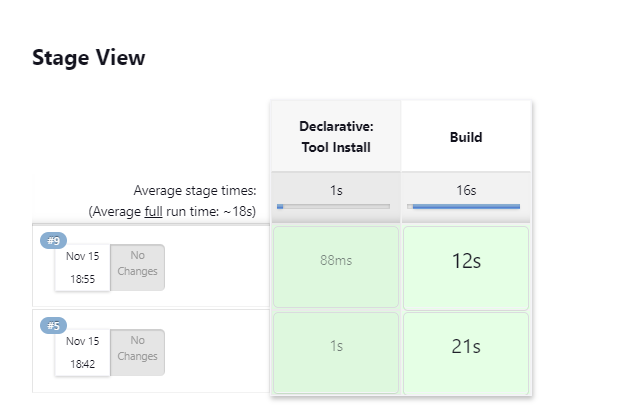 Stage View
Declarative:
Tool Install
Build
Average stage times:
(Average full run time: ~18s)
1s
16s
#9
Nov 15
18:55
No
Changes
88ms
12s
#5
Nov 15
18:42
No
Changes
1s
21s